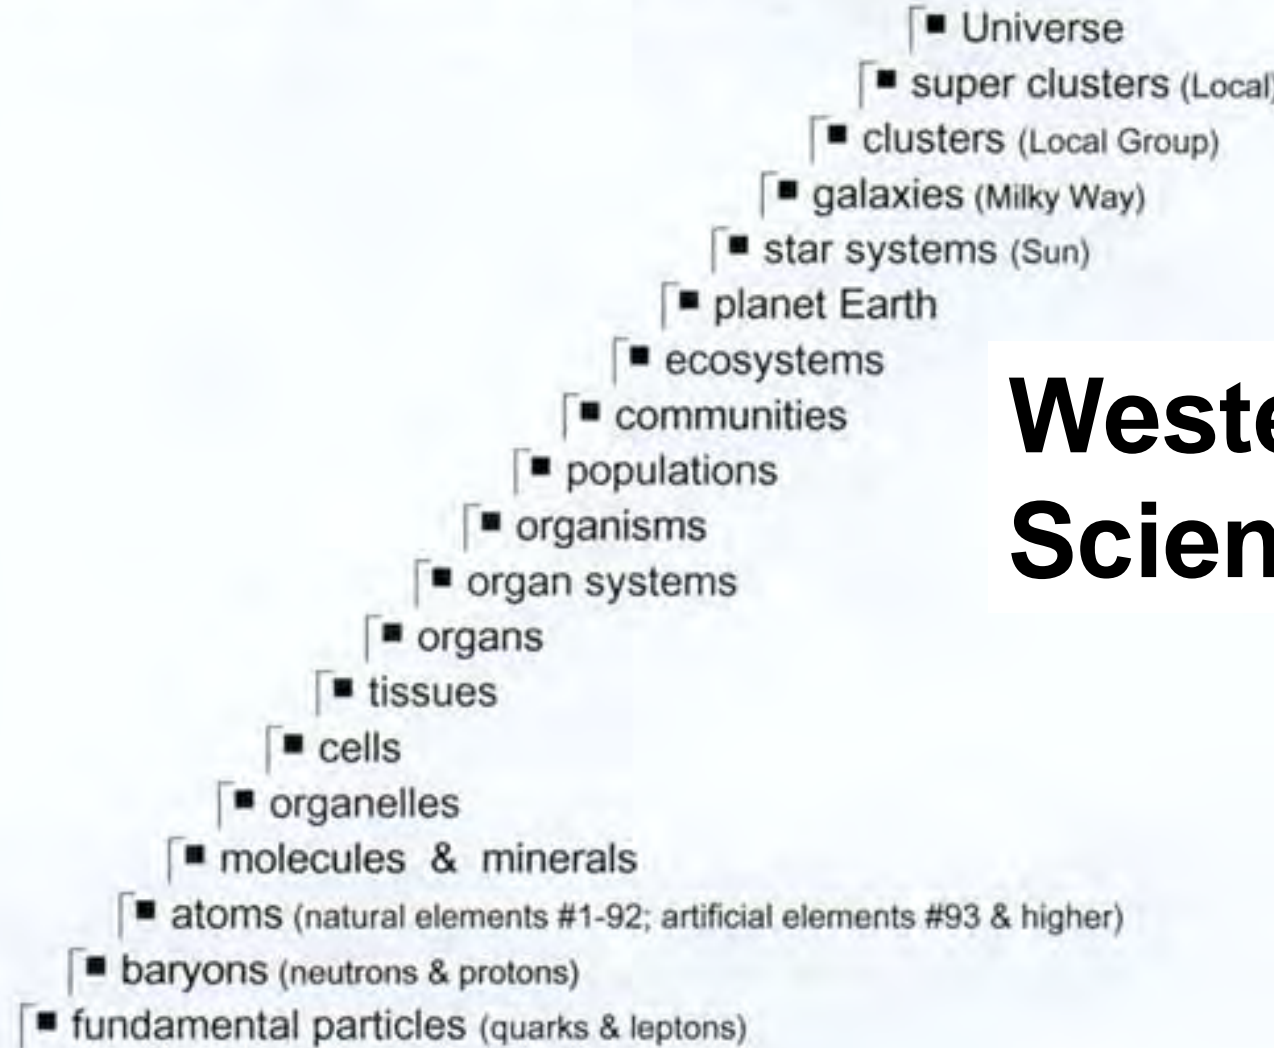 ■ Universe
■ super clusters (Local)
■ clusters (Local Group)
■ galaxies (Milky Way)
■ star systems (Sun)
■ planet Earth
■ ecosystems
■ communities
■ populations
■ organisms
■ organ systems
■ organs
■ tissues
■ cells
■ organelles
■ molecules & minerals
■ atoms (natural elements #1-92; artificial elements #93 & higher)
■ baryons (neutrons & protons)
■ fundamental particles (quarks & leptons)